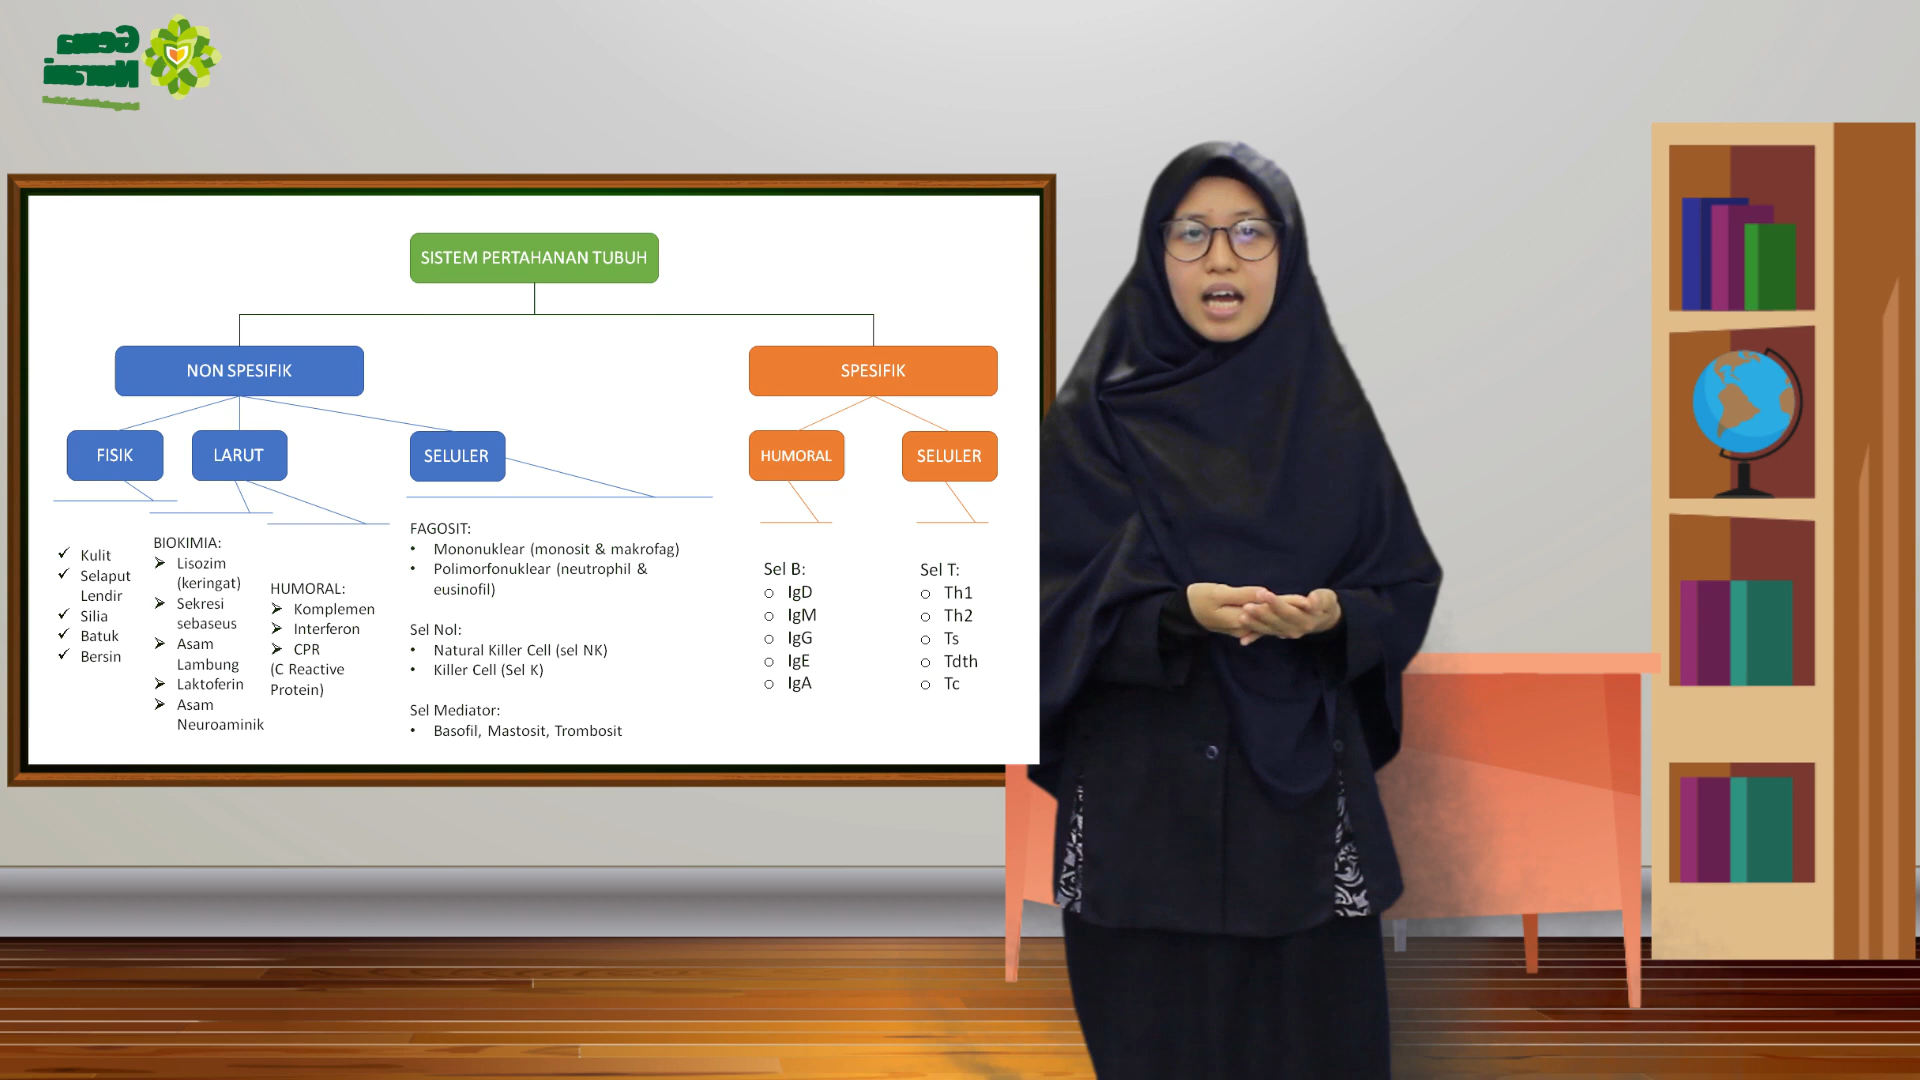 Gema
Nurani
SISTEM PERTAHANAN TUBUH
NON SPESIFIK
SPESIFIK
FISIK
LARUT
SELULER
HUMORAL
SELULER
Kulit
Selaput
Lendir
Silia
Batuk
Bersin
BIOKIMIA:
Lisozim
(keringat)
Sekresi
sebaseus
Asam
Lambung
Laktoferin
Asam
Neuroaminik
HUMORAL:
Komplemen
Interferon
CPR
(C Reactive
Protein)
FAGOSIT:
Mononuklear (monosit & makrofag)
Polimorfonuklear (neutrophil &
eusinofil)
Sel Nol:
Natural Killer Cell (sel NK)
Killer Cell (Sel K)
Sel Mediator:
Basofil, Mastosit, Trombosit
Sel B:
IgD
IgM
IgG
IgE
IgA
Sel T:
Th1
Th2
Ts
Tdth
Tc